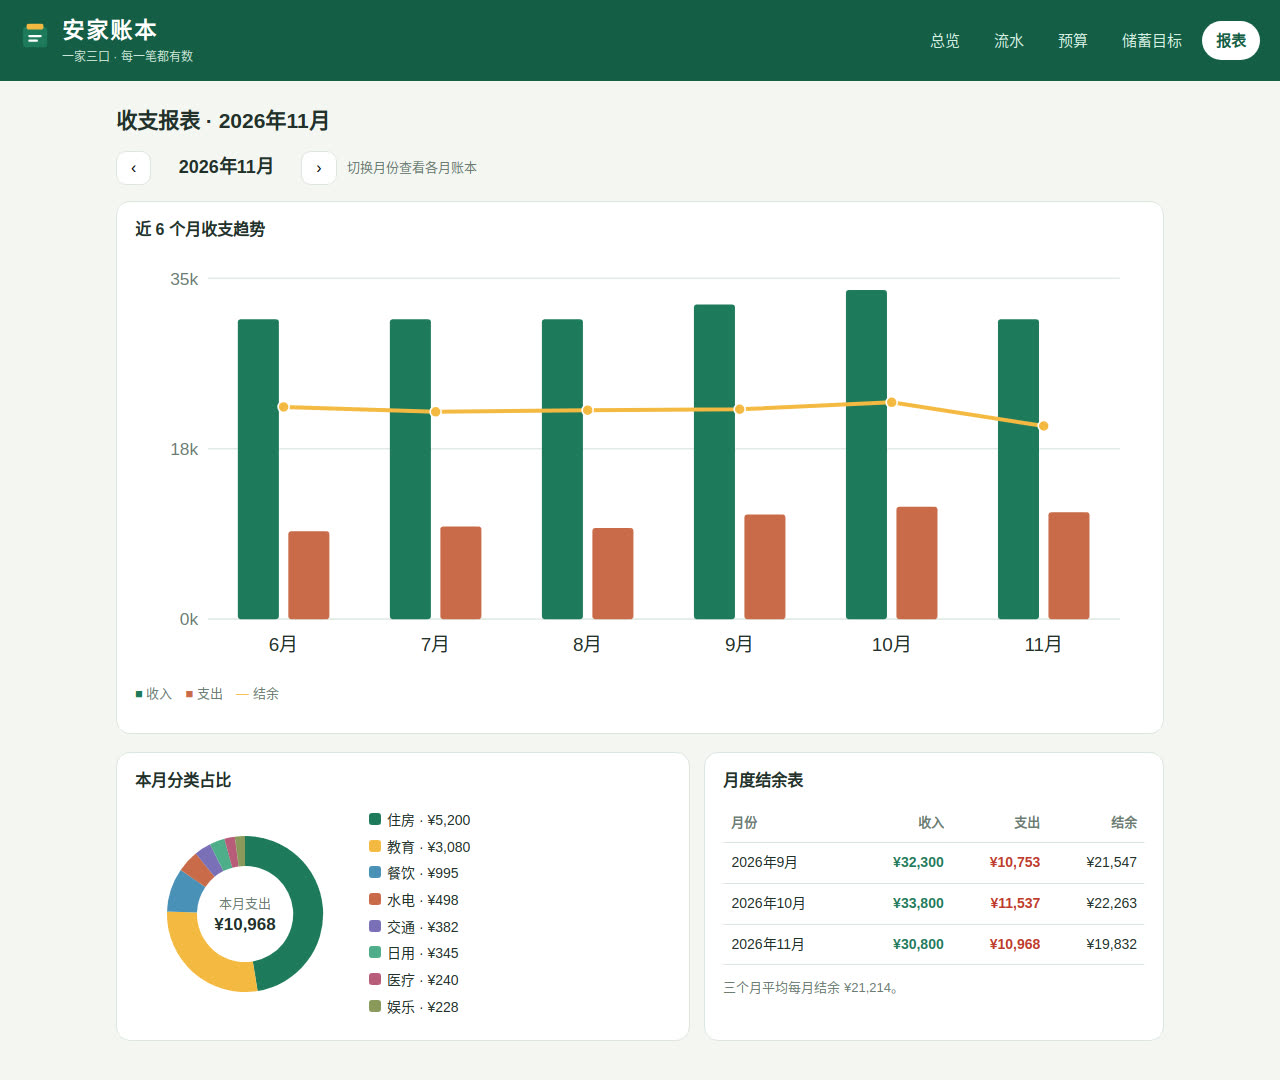 安家账本
一家三口 · 每一笔都有数
总览 流水 预算 储蓄目标 报表
收支报表 · 2026年11月
‹ 2026年11月 › 切换月份查看各月账本
近 6 个月收支趋势
35k
18k
0k
6月 7月 8月 9月 10月 11月
■ 收入 ■ 支出 — 结余
本月分类占比
本月支出
¥10,968
住房 · ¥5,200
教育 · ¥3,080
餐饮 · ¥995
水电 · ¥498
交通 · ¥382
日用 · ¥345
医疗 · ¥240
娱乐 · ¥228
月度结余表
月份 收入 支出 结余
2026年9月 ¥32,300 ¥10,753 ¥21,547
2026年10月 ¥33,800 ¥11,537 ¥22,263
2026年11月 ¥30,800 ¥10,968 ¥19,832
三个月平均每月结余 ¥21,214。